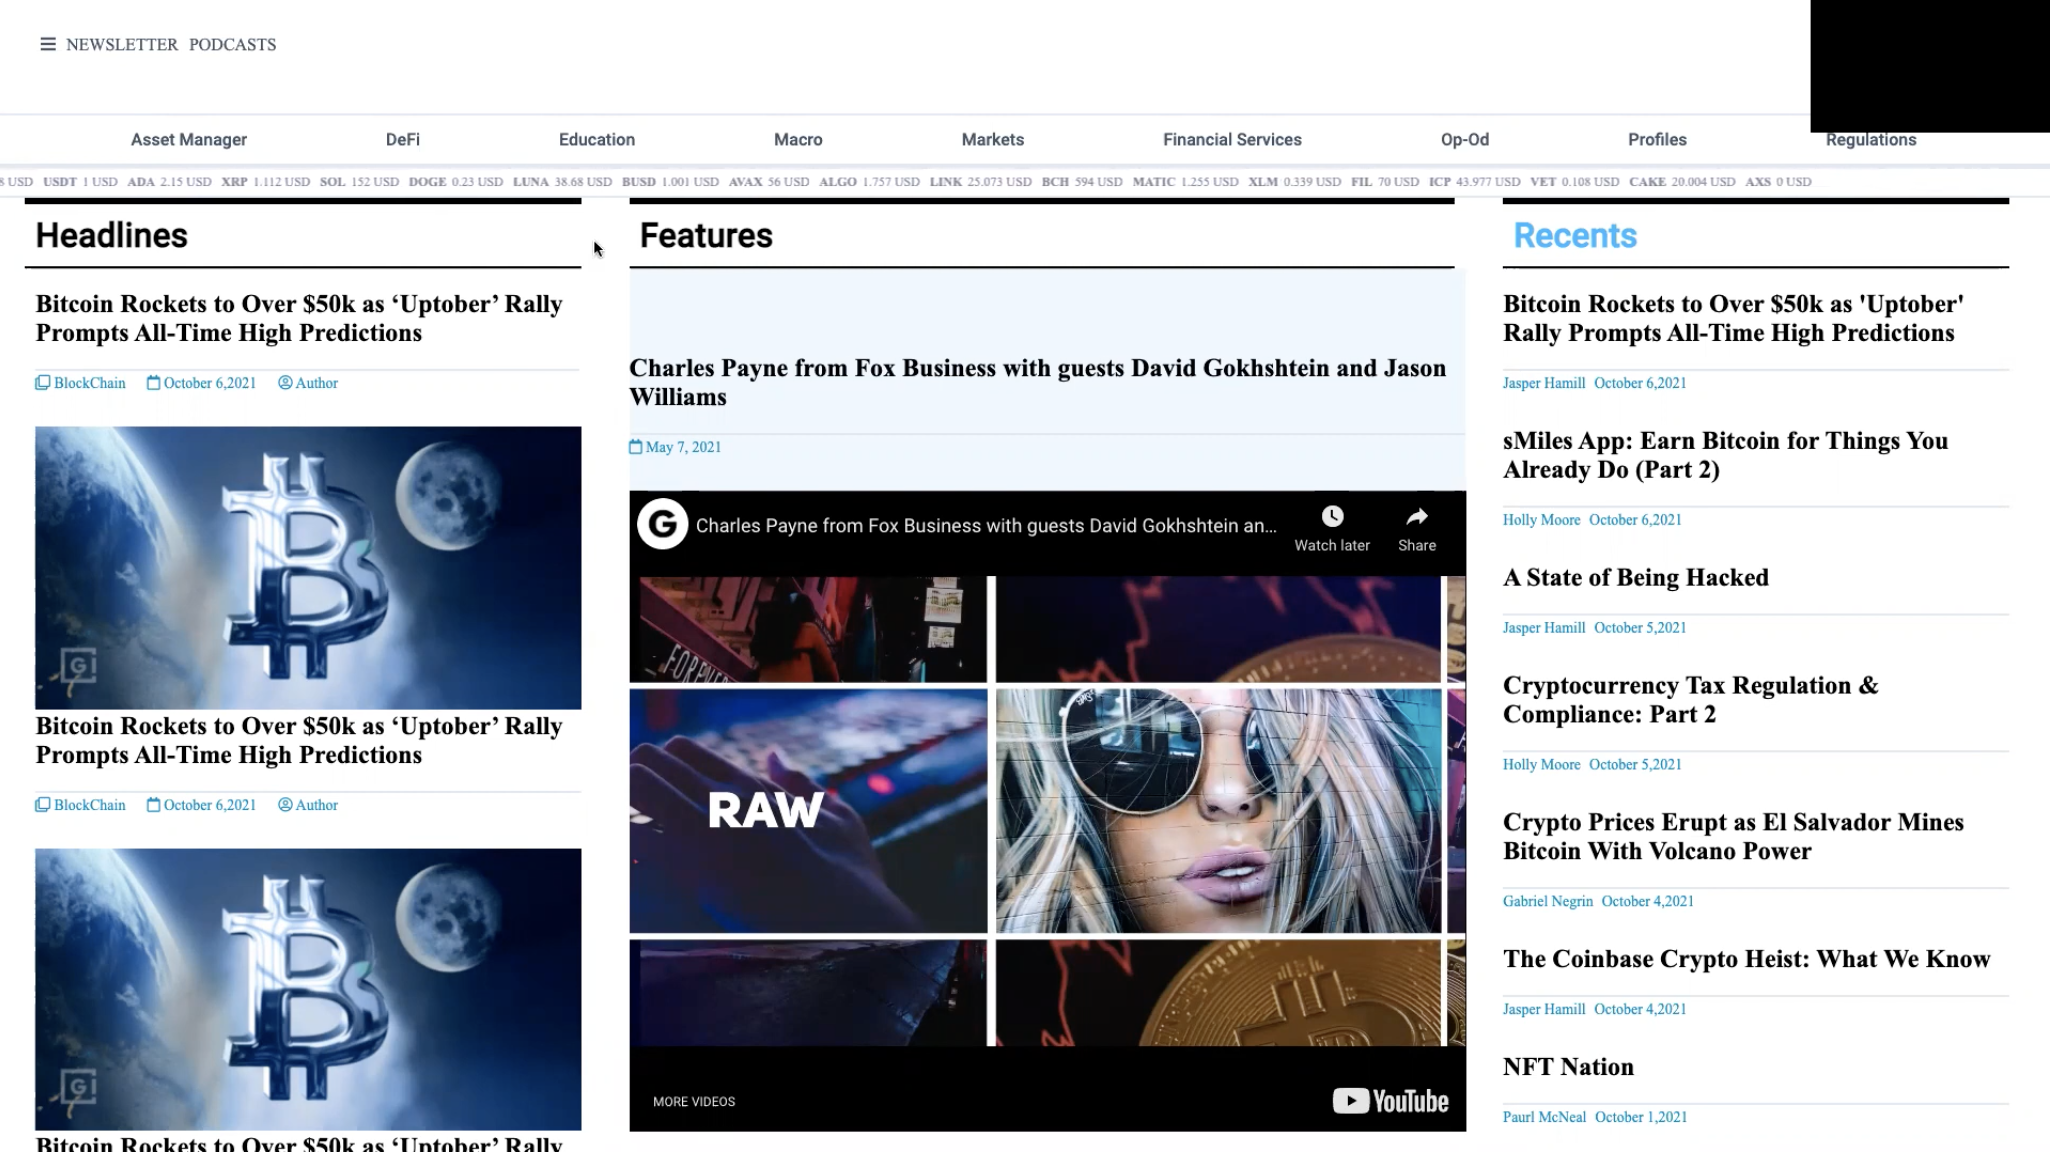 NEWSLETTER PODCASTS
Asset Manager DeFi Education Macro Markets Financial Services Op-Od Profiles Regulations
8 USD USDT 1 USD ADA 2.15 USD XRP 1.112 USD SOL 152 USD DOGE 0.23 USD LUNA 38.68 USD BUSD 1.001 USD AVAX 56 USD ALGO 1.757 USD LINK 25.073 USD BCH 594 USD MATIC 1.255 USD XLM 0.339 USD FIL 70 USD ICP 43.977 USD VET 0.108 USD CAKE 20.004 USD AXS 0 USD
Headlines
Bitcoin Rockets to Over $50k as ‘Uptober’ Rally
Prompts All-Time High Predictions
BlockChain October 6,2021 Author
G
Bitcoin Rockets to Over $50k as ‘Uptober’ Rally
Prompts All-Time High Predictions
BlockChain October 6,2021 Author
G
Bitcoin Rockets to Over $50k as ‘Uptober’ Rally
Features
Charles Payne from Fox Business with guests David Gokhshtein and Jason
Williams
May 7, 2021
G Charles Payne from Fox Business with guests David Gokhshtein an...
Watch later Share
RAW
MORE VIDEOS
YouTube
Recents
Bitcoin Rockets to Over $50k as 'Uptober'
Rally Prompts All-Time High Predictions
Jasper Hamill October 6,2021
sMiles App: Earn Bitcoin for Things You
Already Do (Part 2)
Holly Moore October 6,2021
A State of Being Hacked
Jasper Hamill October 5,2021
Cryptocurrency Tax Regulation &
Compliance: Part 2
Holly Moore October 5,2021
Crypto Prices Erupt as El Salvador Mines
Bitcoin With Volcano Power
Gabriel Negrin October 4,2021
The Coinbase Crypto Heist: What We Know
Jasper Hamill October 4,2021
NFT Nation
Paurl McNeal October 1,2021